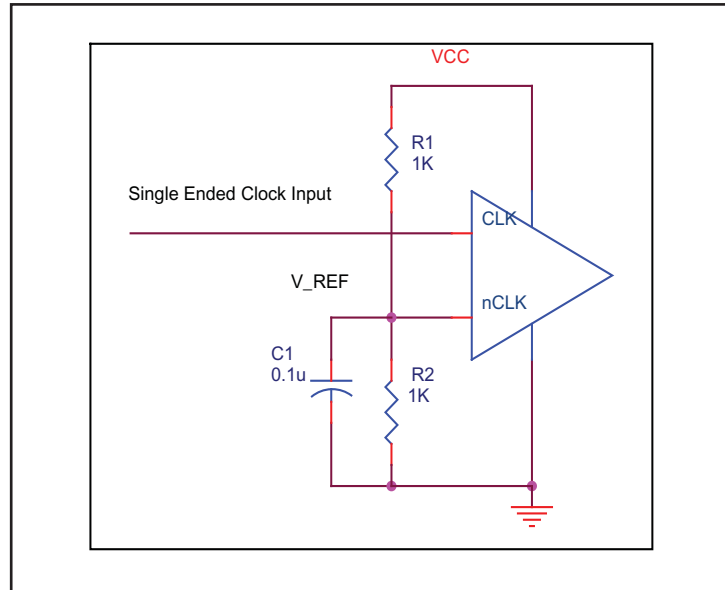 VCC
R1
1K
Single Ended Clock Input
CLK
V_REF
nCLK
C1
0.1u
R2
1K